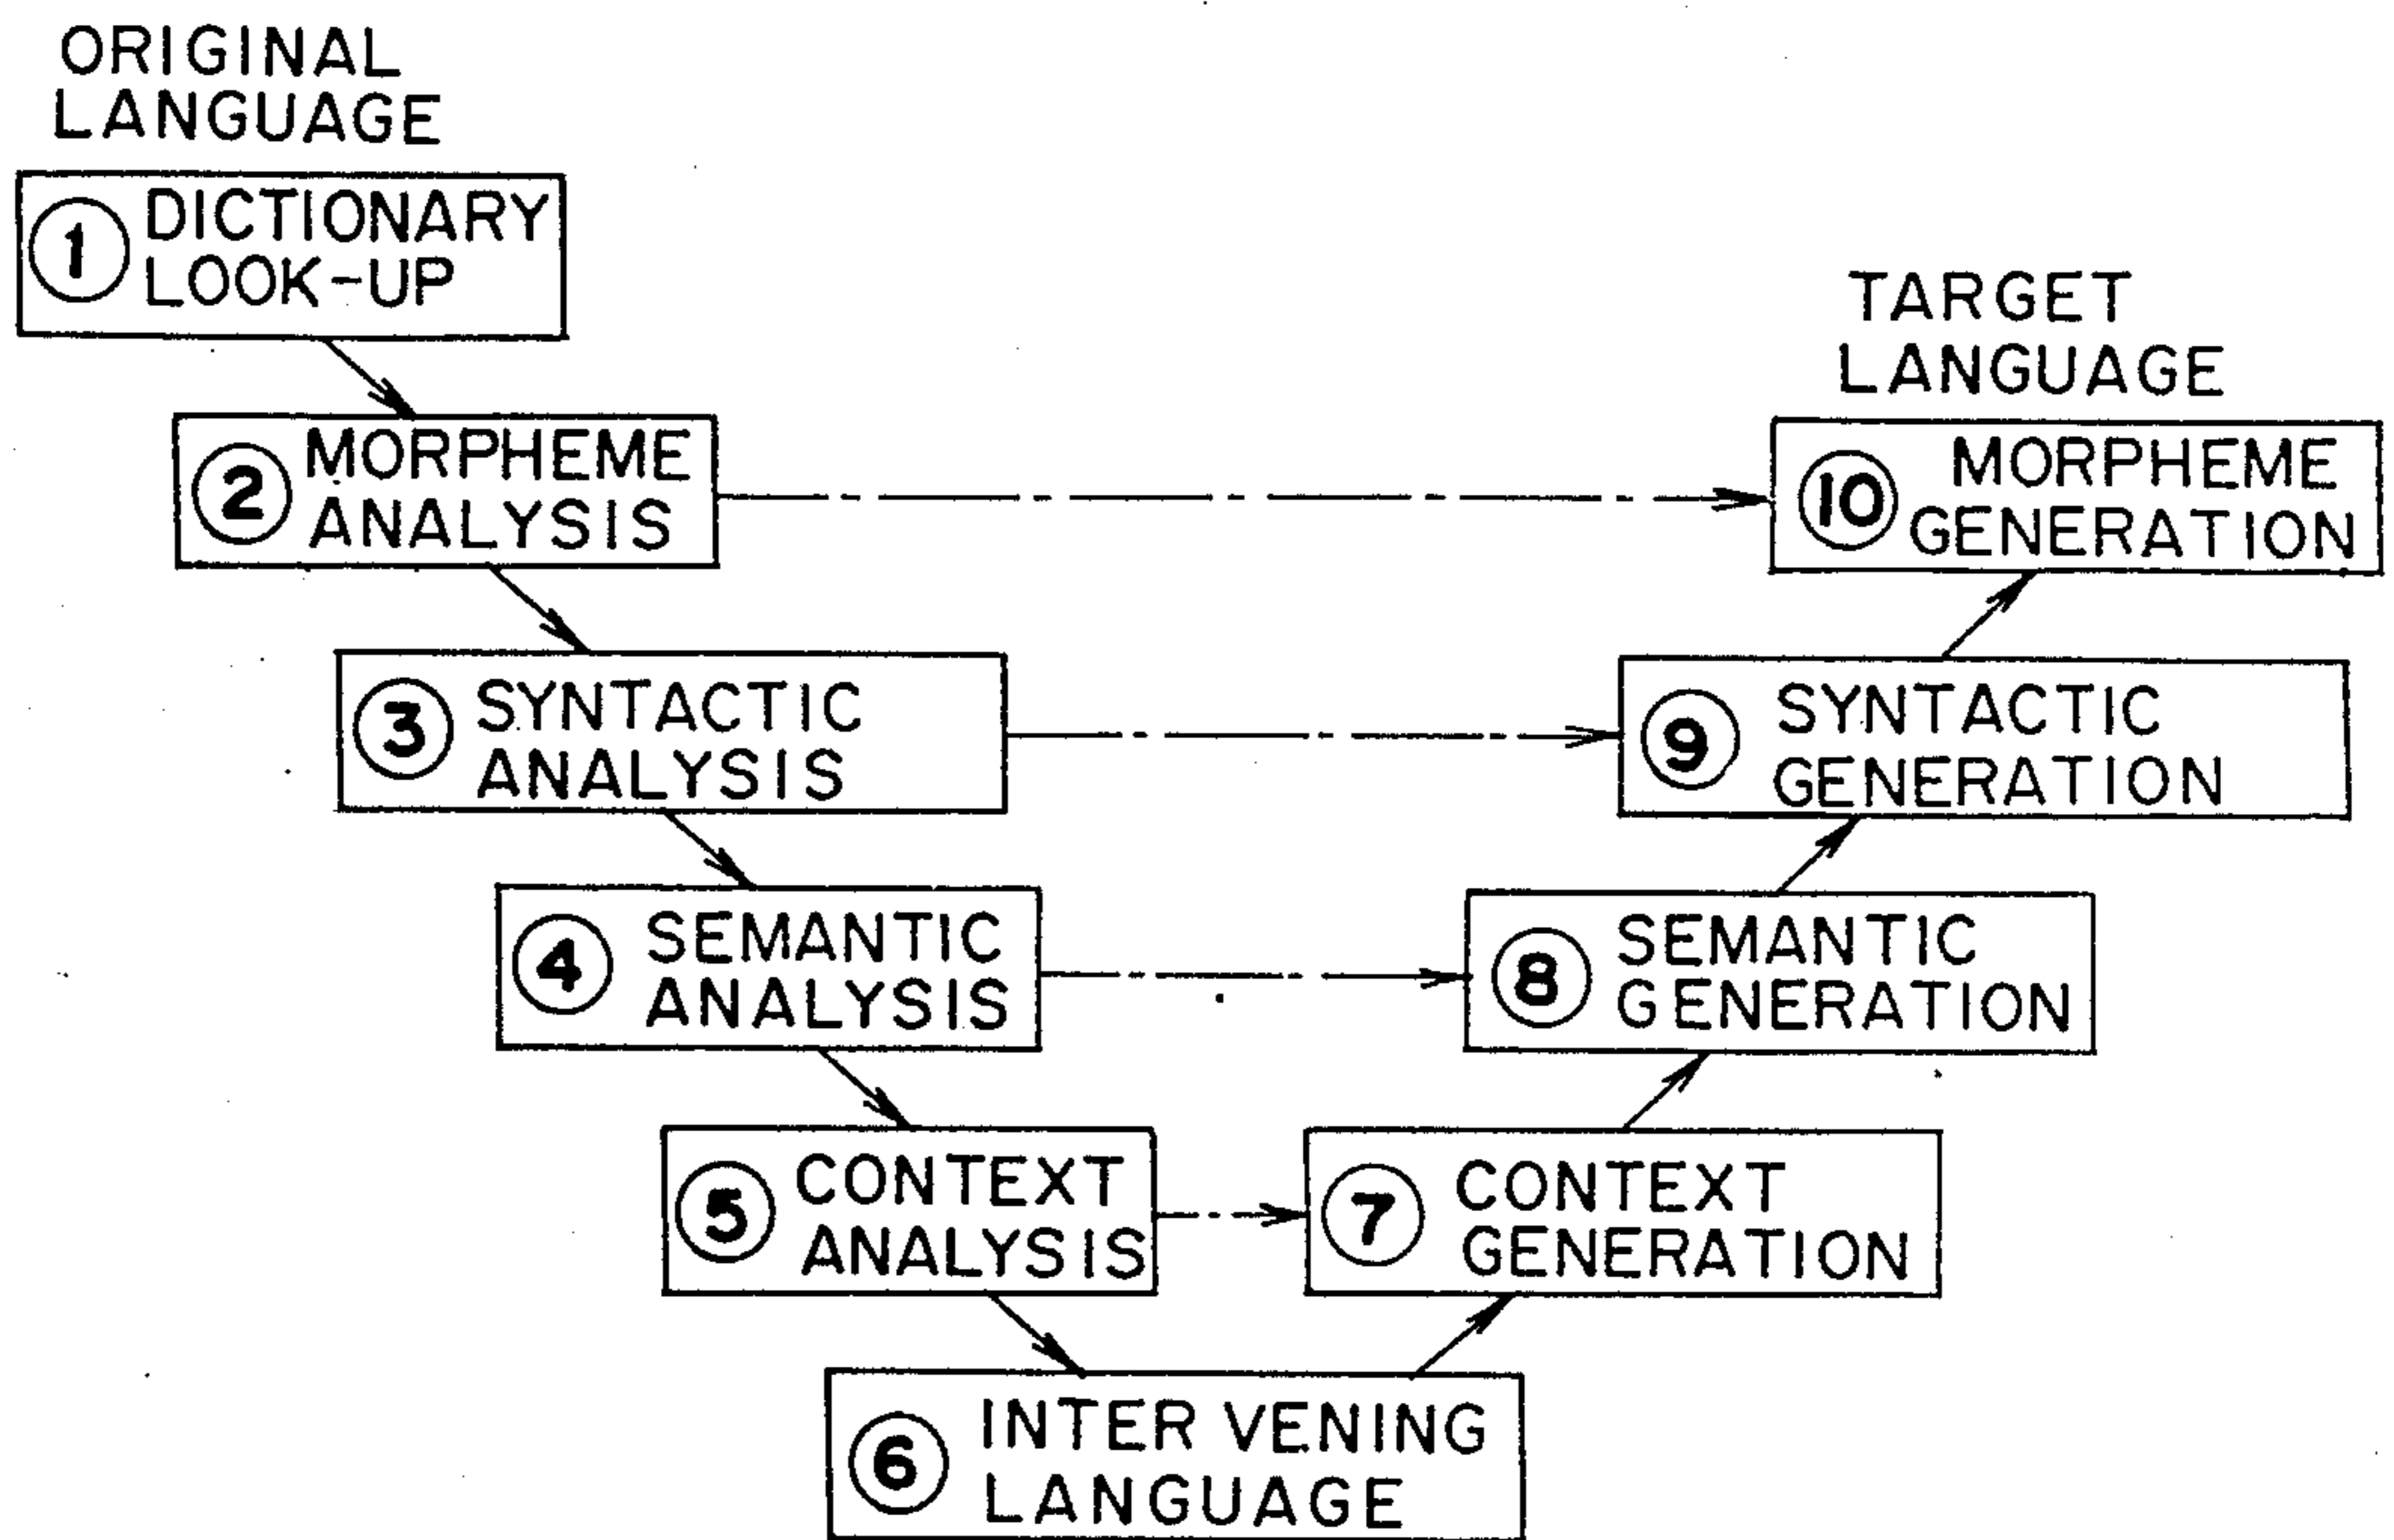 ORIGINAL
LANGUAGE
1 DICTIONARY
LOOK-UP
2 MORPHEME
ANALYSIS
3 SYNTACTIC
ANALYSIS
4 SEMANTIC
ANALYSIS
5 CONTEXT
ANALYSIS
6 INTER VENING
LANGUAGE
7 CONTEXT
GENERATION
8 SEMANTIC
GENERATION
9 SYNTACTIC
GENERATION
TARGET
LANGUAGE
10 MORPHEME
GENERATION